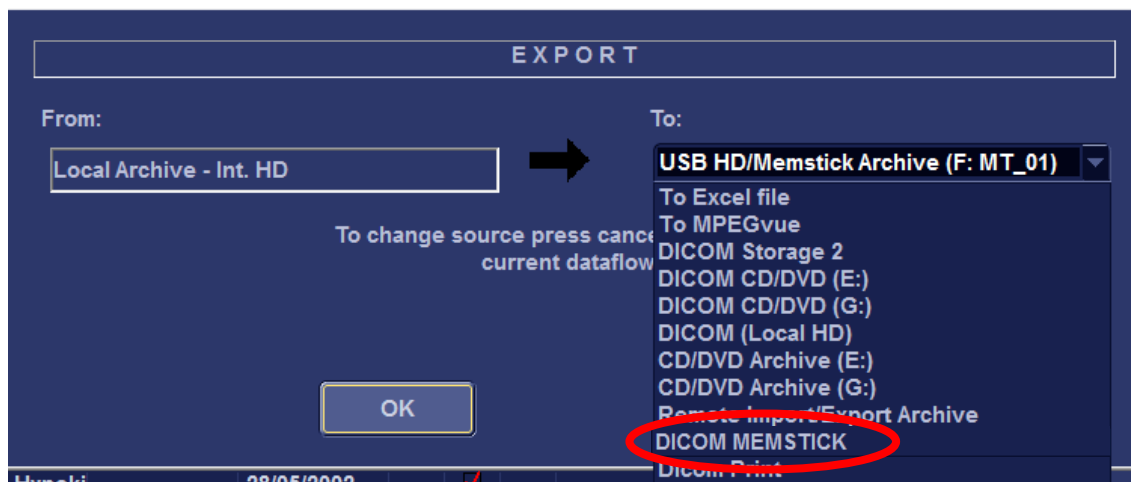 EXPORT
From:
To:
Local Archive - Int. HD
USB HD/Memstick Archive (F: MT_01)
To Excel file
To MPEGvue
To change source press cance
DICOM Storage 2
current dataflow
DICOM CD/DVD (E:)
DICOM CD/DVD (G:)
DICOM (Local HD)
CD/DVD Archive (E:)
CD/DVD Archive (G:)
OK
Remote Import/Export Archive
DICOM MEMSTICK
Dicom Print
28/05/2002